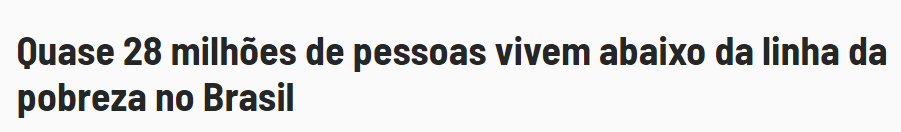 Quase 28 milhões de pessoas vivem abaixo da linha da
pobreza no Brasil